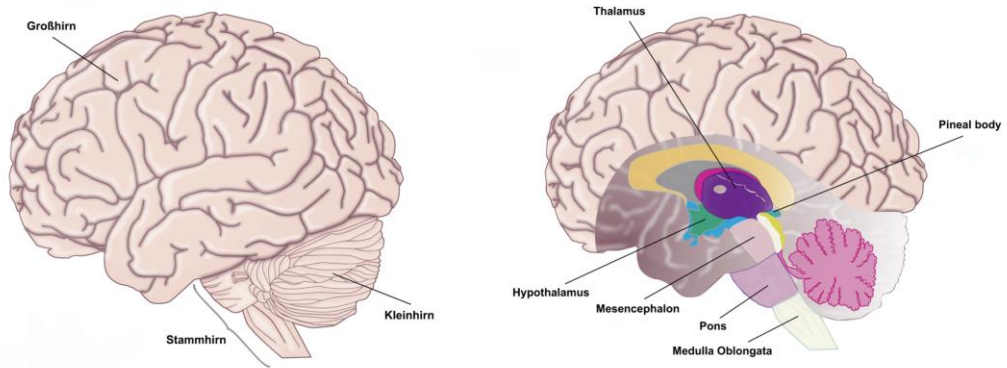 Großhirn
Kleinhirn
Stammhirn
Thalamus
Pineal body
Hypothalamus
Mesencephalon
Pons
Medulla Oblongata